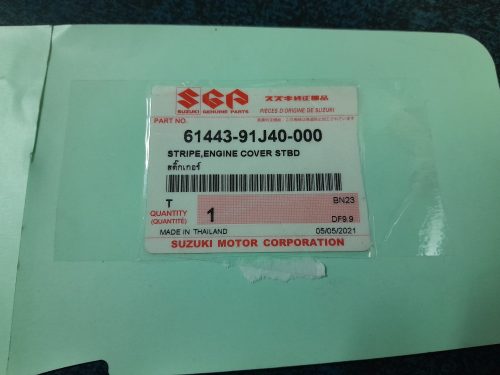 SGP スズキ純正部品
SUZUKI GENUINE PARTS PIECES D'ORIGINE DE SUZUKI
PART NO.
61443-91J40-000
STRIPE,ENGINE COVER STBD
สติ๊กเกอร์
T BN23
QUANTITY 1
(QUANTITÉ) DF9.9
MADE IN THAILAND 05/05/2021
SUZUKI MOTOR CORPORATION